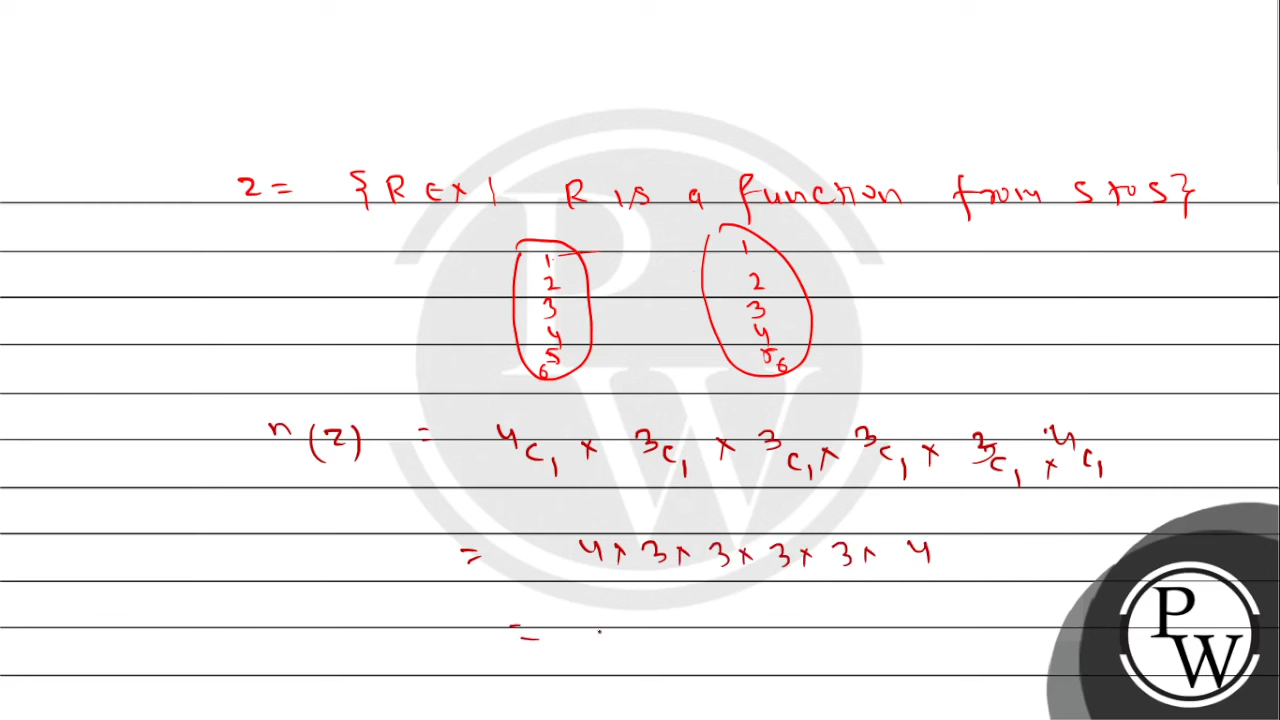 Z = {R ∈ X | R is a function from S to S}
1 1
2 2
3 3
4 4
5 5
6 6
n(Z) = ⁴C₁ × ³C₁ × ³C₁ × ³C₁ × ³C₁ × ⁴C₁
= 4 × 3 × 3 × 3 × 3 × 4
=
PW